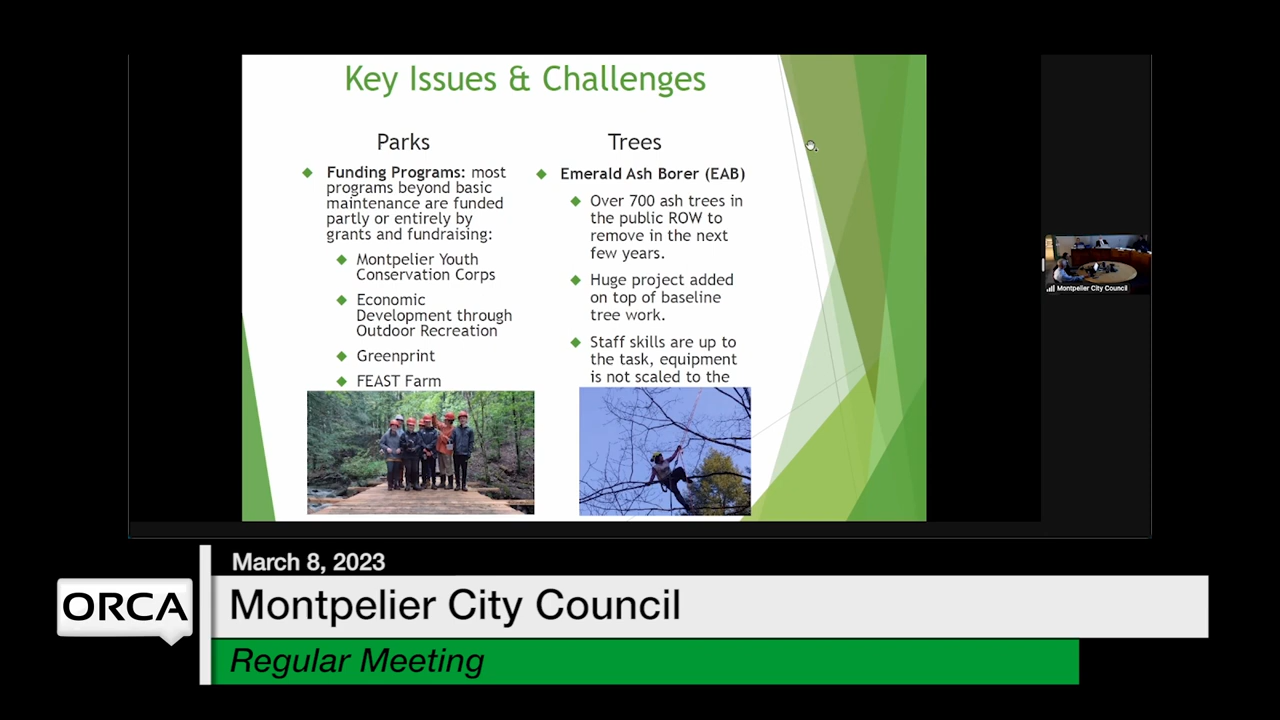 Key Issues & Challenges
Parks
Funding Programs: most
programs beyond basic
maintenance are funded
partly or entirely by
grants and fundraising:
Montpelier Youth
Conservation Corps
Economic
Development through
Outdoor Recreation
Greenprint
FEAST Farm
Trees
Emerald Ash Borer (EAB)
Over 700 ash trees in
the public ROW to
remove in the next
few years.
Huge project added
on top of baseline
tree work.
Staff skills are up to
the task, equipment
is not scaled to the
Montpelier City Council
March 8, 2023
ORCA
Montpelier City Council
Regular Meeting